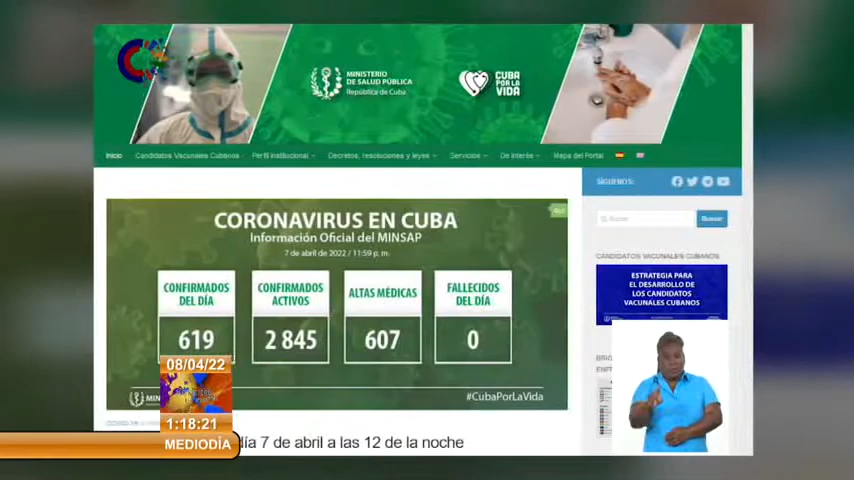 MINISTERIO
DE SALUD PÚBLICA
República de Cuba
CUBA
POR LA
VIDA
Inicio
Candidatos Vacunales Cubanos
Perfil institucional
Decretos, resoluciones y leyes
Servicios
De interés
Mapa del Portal
SÍGUENOS:
Buscar
Buscar
CORONAVIRUS EN CUBA
Información Oficial del MINSAP
7 de abril de 2022 / 11:59 p. m.
CONFIRMADOS
DEL DÍA
619
CONFIRMADOS
ACTIVOS
2 845
ALTAS MÉDICAS
607
FALLECIDOS
DEL DÍA
0
#CubaPorLaVida
CANDIDATOS VACUNALES CUBANOS
ESTRATEGIA PARA
EL DESARROLLO DE
LOS CANDIDATOS
VACUNALES CUBANOS
08/04/22
1:18:21
MEDIODÍA
día 7 de abril a las 12 de la noche